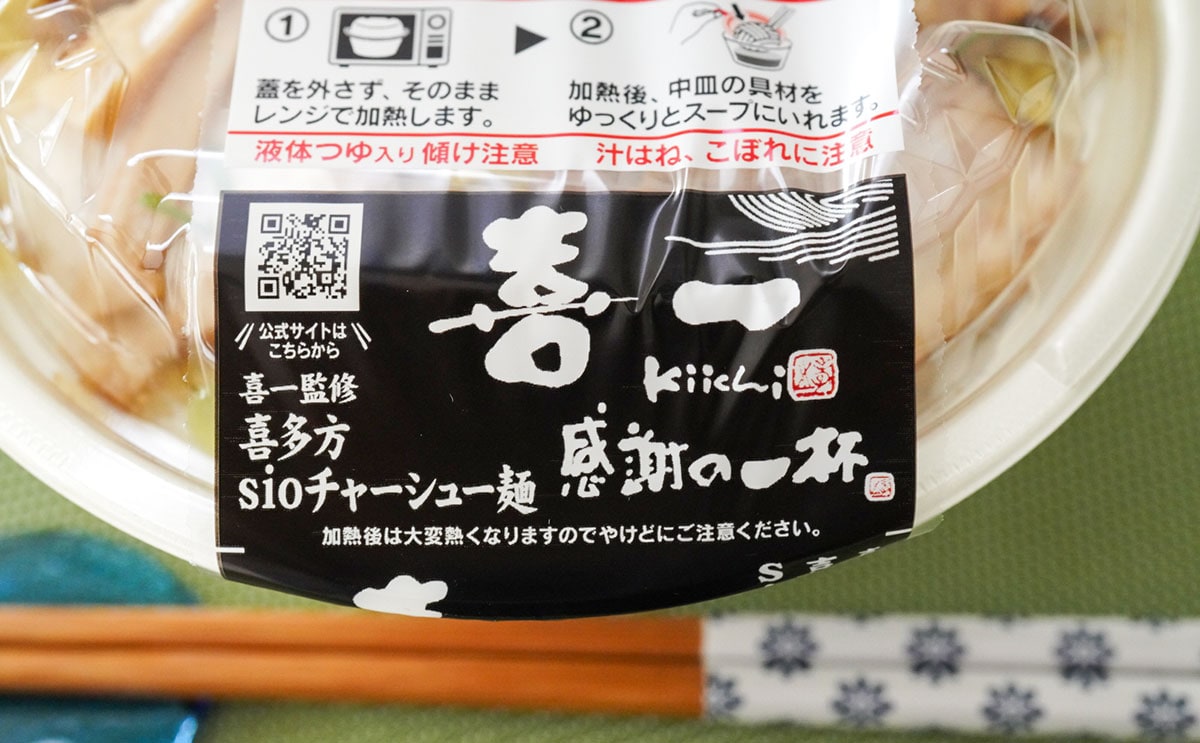 ① ②
蓋を外さず、そのまま
レンジで加熱します。
加熱後、中皿の具材を
ゆっくりとスープにいれます。
液体つゆ入り 傾け注意
汁はね、こぼれに注意
公式サイトは
こちらから
喜一
Kiichi
喜一監修
喜多方
sioチャーシュー麺
感謝の一杯
加熱後は大変熱くなりますのでやけどにご注意ください。